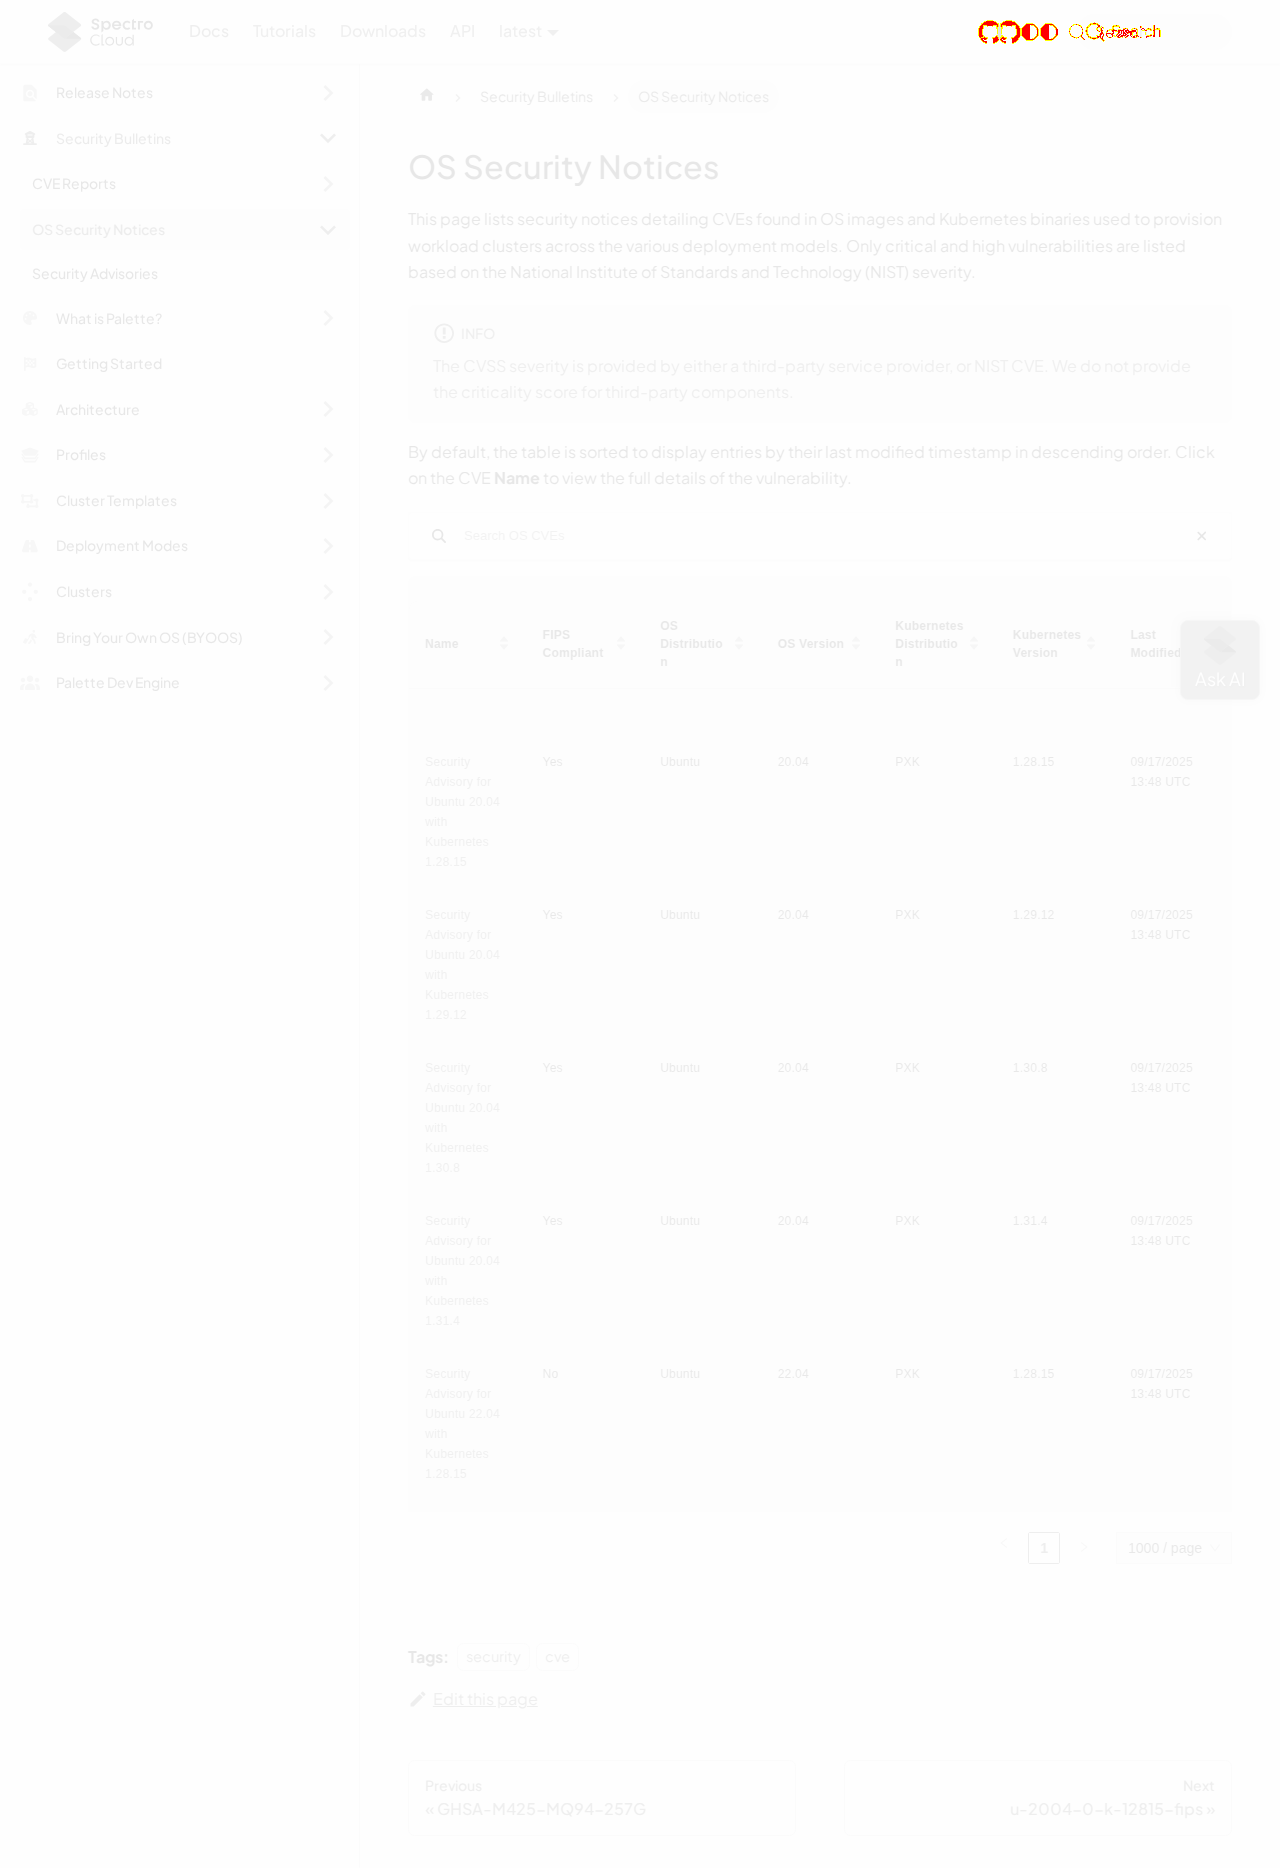 Spectro
Cloud
Docs
Tutorials
Downloads
API
latest
Search
Release Notes
Security Bulletins
CVE Reports
OS Security Notices
Security Advisories
What is Palette?
Getting Started
Architecture
Profiles
Cluster Templates
Deployment Modes
Clusters
Bring Your Own OS (BYOOS)
Palette Dev Engine
Security Bulletins
OS Security Notices
OS Security Notices
This page lists security notices detailing CVEs found in OS images and Kubernetes binaries used to provision
workload clusters across the various deployment models. Only critical and high vulnerabilities are listed
based on the National Institute of Standards and Technology (NIST) severity.
INFO
The CVSS severity is provided by either a third-party service provider, or NIST CVE. We do not provide
the criticality score for third-party components.
By default, the table is sorted to display entries by their last modified timestamp in descending order. Click
on the CVE Name to view the full details of the vulnerability.
Search OS CVEs
Name
FIPS
Compliant
OS
Distributio
n
OS Version
Kubernetes
Distributio
n
Kubernetes
Version
Last
Modified
Ask AI
Security
Advisory for
Ubuntu 20.04
with
Kubernetes
1.28.15
Yes
Ubuntu
20.04
PXK
1.28.15
09/17/2025
13:48 UTC
Security
Advisory for
Ubuntu 20.04
with
Kubernetes
1.29.12
Yes
Ubuntu
20.04
PXK
1.29.12
09/17/2025
13:48 UTC
Security
Advisory for
Ubuntu 20.04
with
Kubernetes
1.30.8
Yes
Ubuntu
20.04
PXK
1.30.8
09/17/2025
13:48 UTC
Security
Advisory for
Ubuntu 20.04
with
Kubernetes
1.31.4
Yes
Ubuntu
20.04
PXK
1.31.4
09/17/2025
13:48 UTC
Security
Advisory for
Ubuntu 22.04
with
Kubernetes
1.28.15
No
Ubuntu
22.04
PXK
1.28.15
09/17/2025
13:48 UTC
1
1000 / page
Tags:
security
cve
Edit this page
Previous
« GHSA-M425-MQ94-257G
Next
u-2004-0-k-12815-fips »